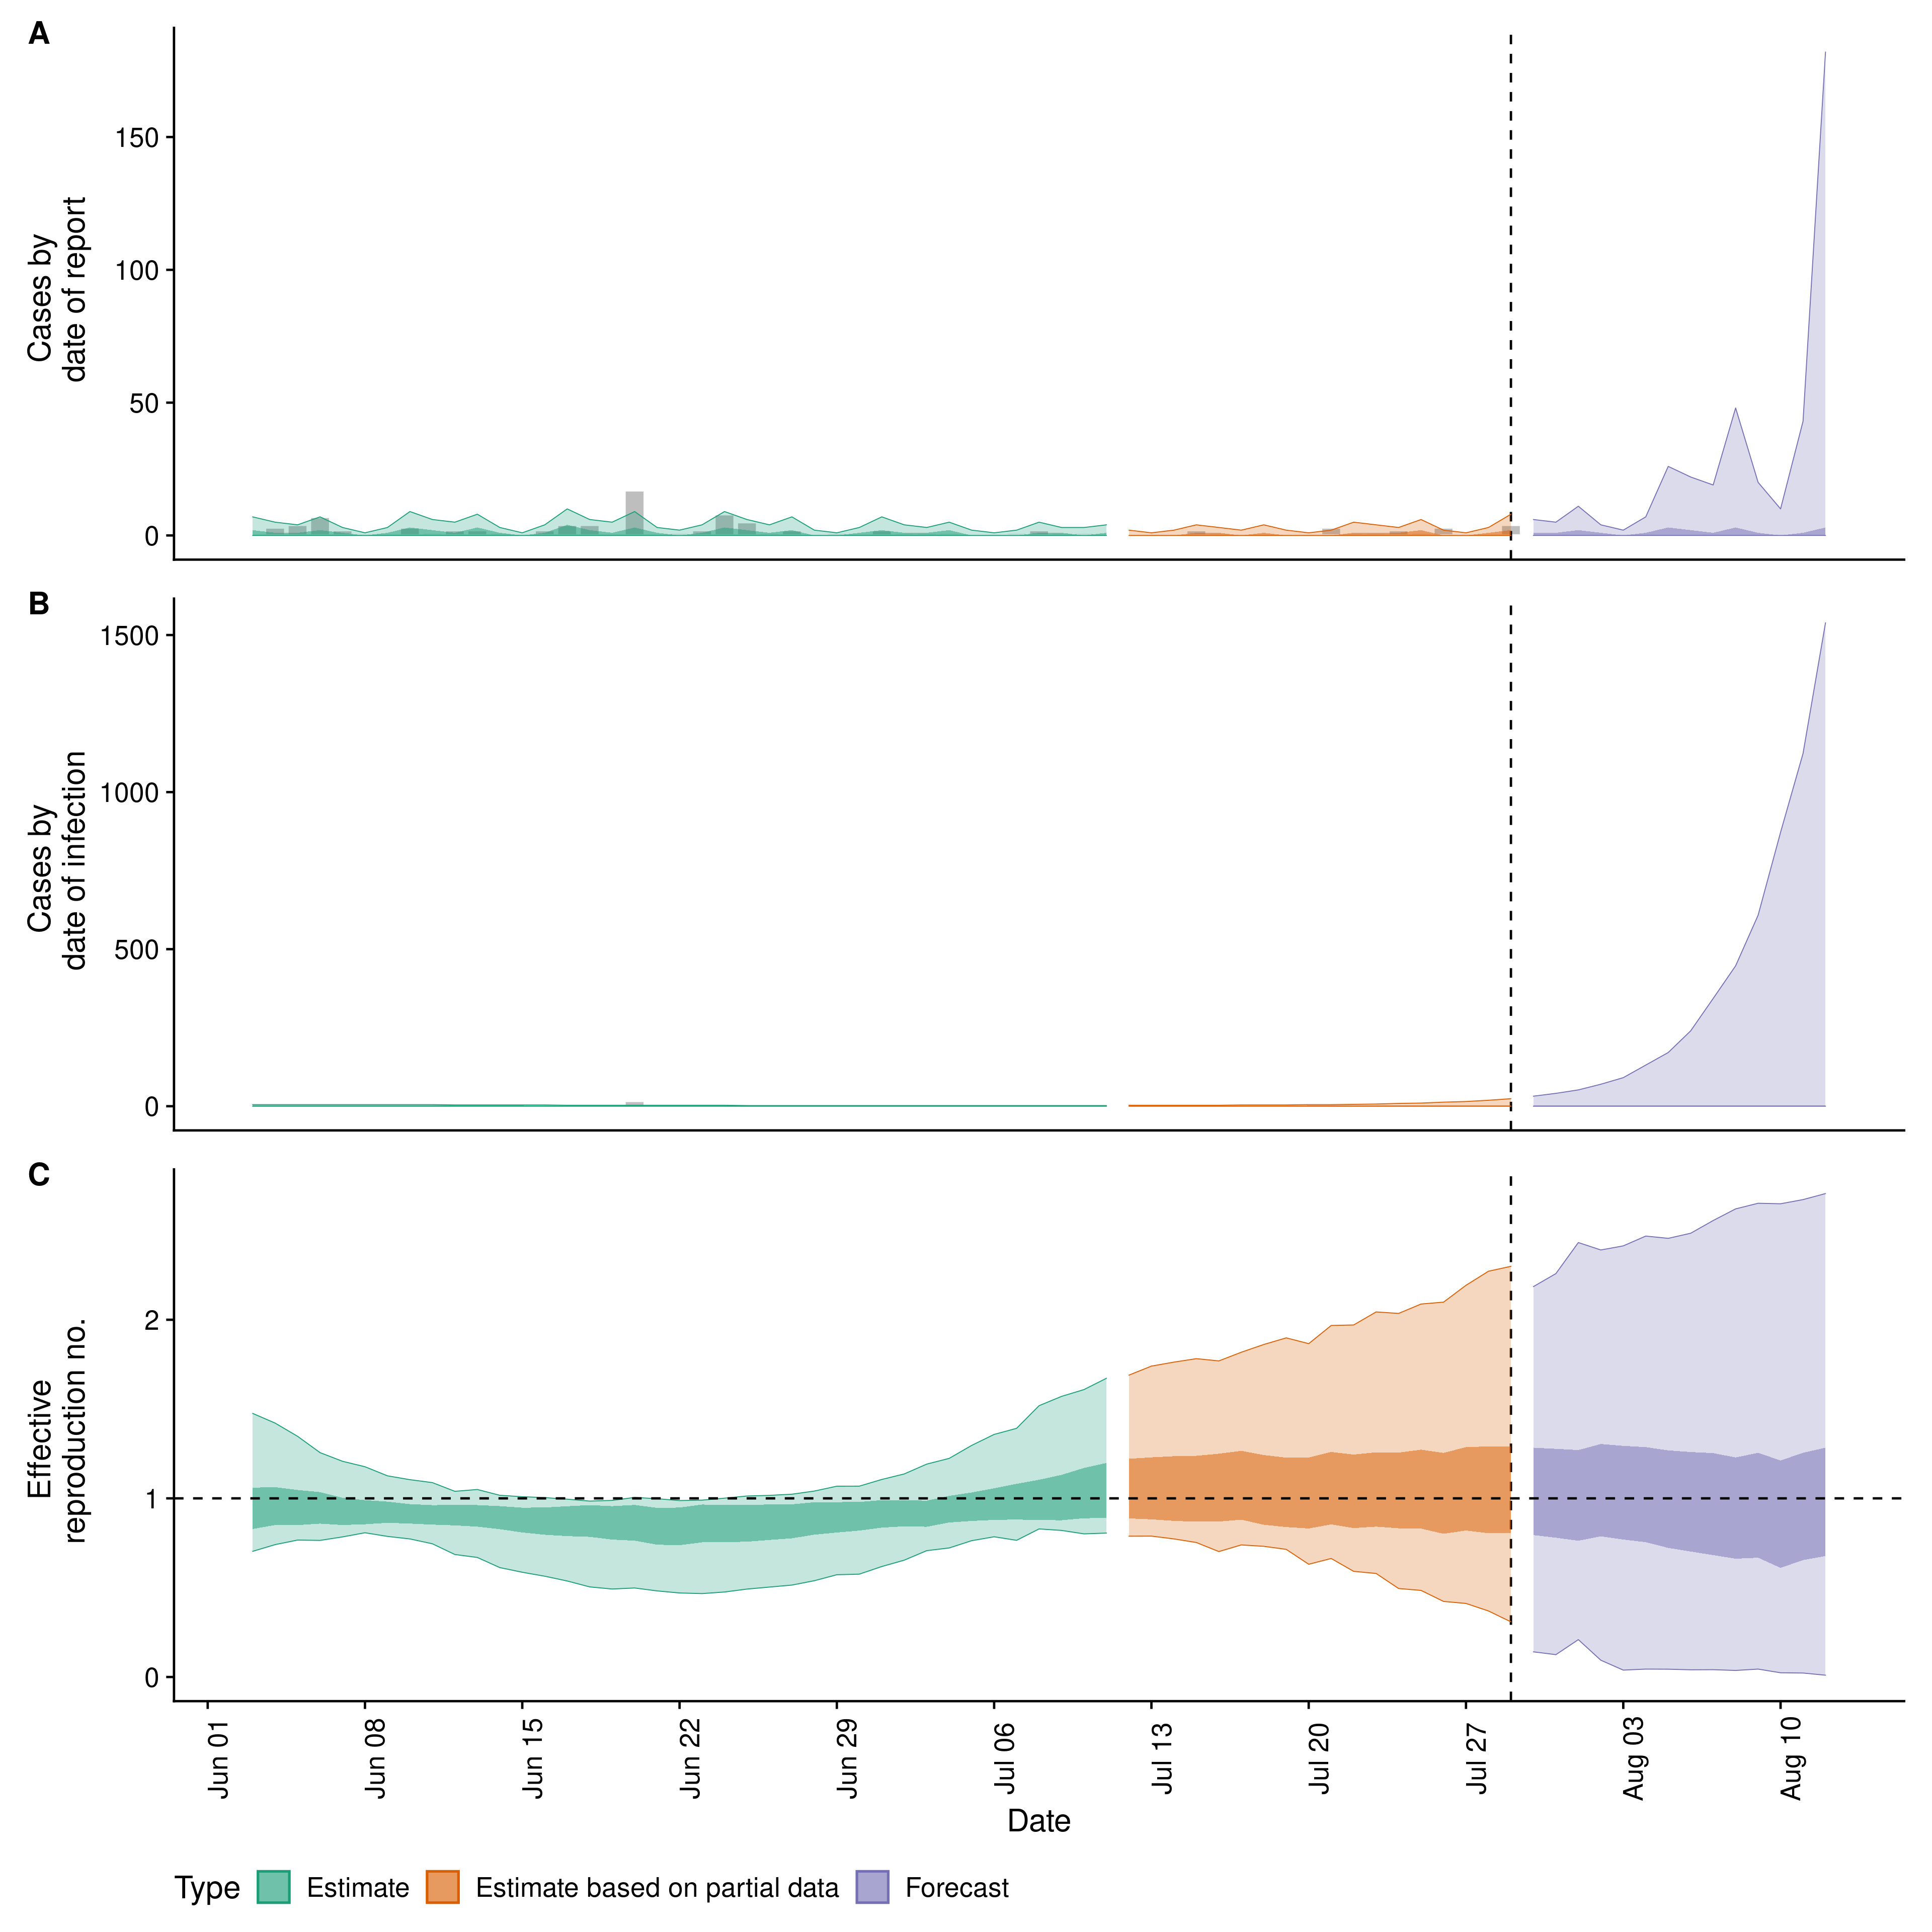 A
Cases by
date of report
150
100
50
0
B
Cases by
date of infection
1500
1000
500
0
C
Effective
reproduction no.
2
1
0
Jun 01
Jun 08
Jun 15
Jun 22
Jun 29
Jul 06
Jul 13
Jul 20
Jul 27
Aug 03
Aug 10
Date
Type Estimate Estimate based on partial data Forecast